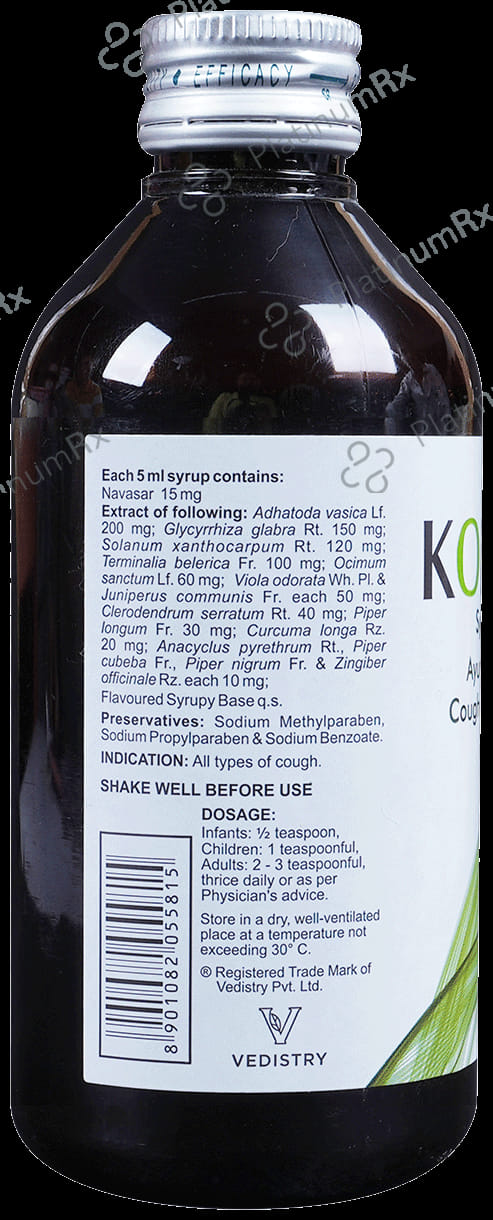 EFFICACY
Each 5 ml syrup contains:
Navasar 15 mg
Extract of following: Adhatoda vasica Lf.
200 mg; Glycyrrhiza glabra Rt. 150 mg;
Solanum xanthocarpum Rt. 120 mg;
Terminalia belerica Fr. 100 mg; Ocimum
sanctum Lf. 60 mg; Viola odorata Wh. Pl. &
Juniperus communis Fr. each 50 mg;
Clerodendrum serratum Rt. 40 mg; Piper
longum Fr. 30 mg; Curcuma longa Rz.
20 mg; Anacyclus pyrethrum Rt., Piper
cubeba Fr., Piper nigrum Fr. & Zingiber
officinale Rz. each 10 mg;
Flavoured Syrupy Base q.s.
Preservatives: Sodium Methylparaben,
Sodium Propylparaben & Sodium Benzoate.
INDICATION: All types of cough.
SHAKE WELL BEFORE USE
DOSAGE:
Infants: ½ teaspoon,
Children: 1 teaspoonful,
Adults: 2 - 3 teaspoonful,
thrice daily or as per
Physician's advice.
Store in a dry, well-ventilated
place at a temperature not
exceeding 30° C.
® Registered Trade Mark of
Vedistry Pvt. Ltd.
VEDISTRY
8 901082 055815
KO
Ayu
Cough
PlatinumRx
PlatinumRx
PlatinumRx
PlatinumRx